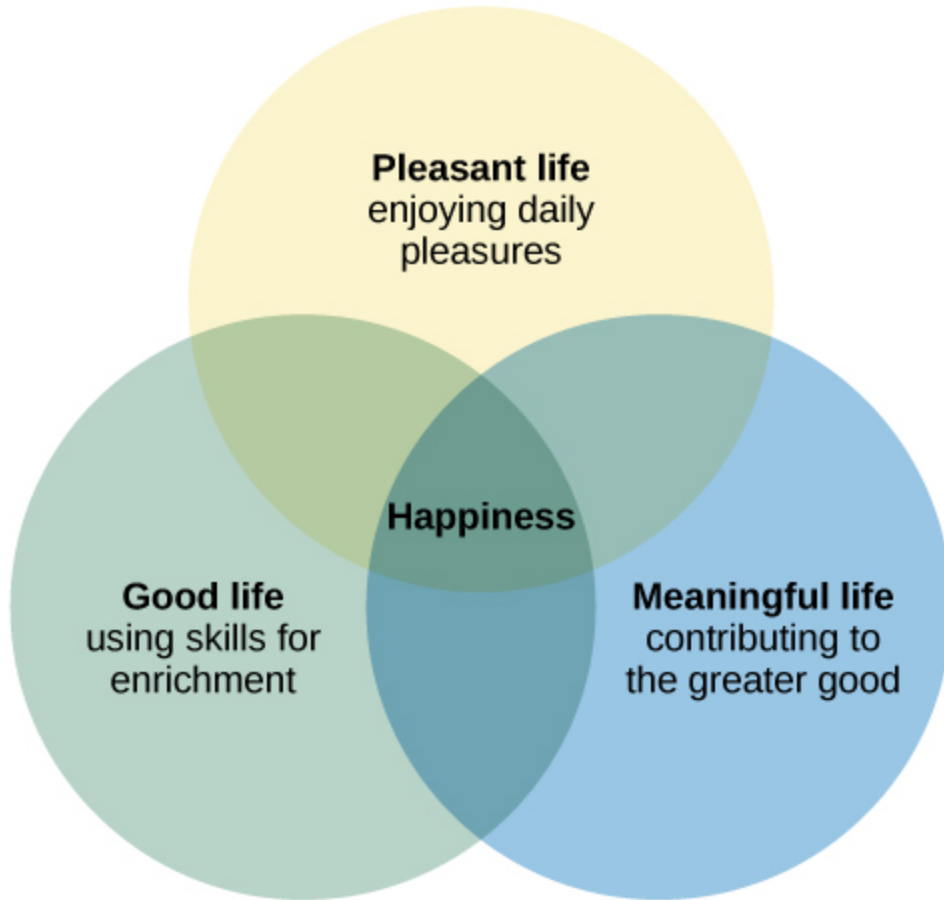 Pleasant life
enjoying daily
pleasures
Happiness
Good life
using skills for
enrichment
Meaningful life
contributing to
the greater good